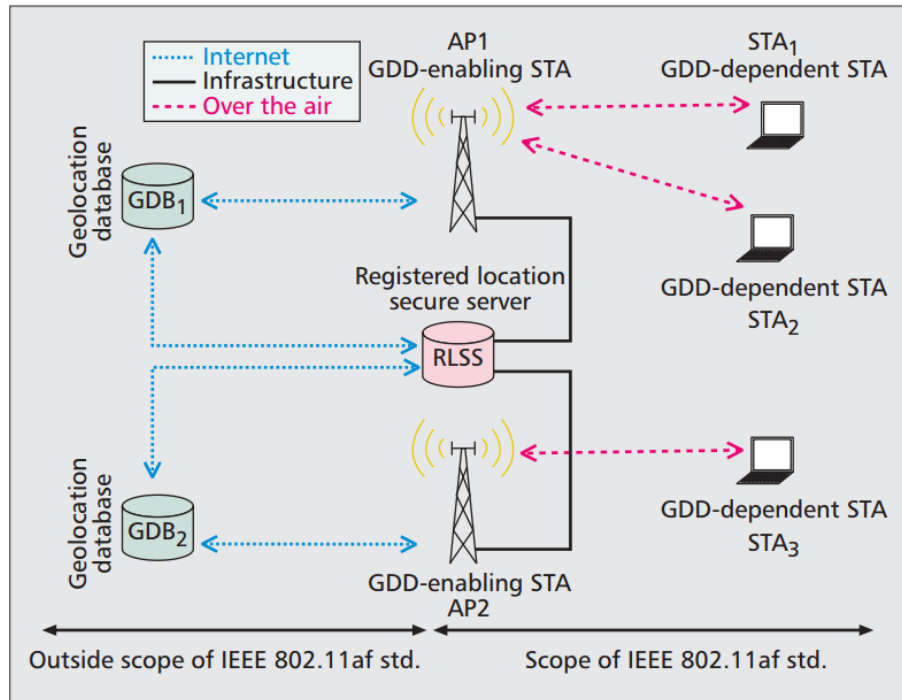 Internet
Infrastructure
Over the air
AP1
GDD-enabling STA
STA₁
GDD-dependent STA
Geolocation
database
GDB₁
GDD-dependent STA
STA₂
Registered location
secure server
RLSS
Geolocation
database
GDB₂
GDD-enabling STA
AP2
GDD-dependent STA
STA₃
Outside scope of IEEE 802.11af std.
Scope of IEEE 802.11af std.